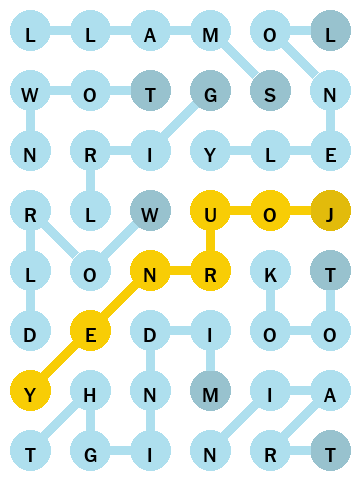 L L A M O L
W O T G S N
N R I Y L E
R L W U O J
L O N R K T
D E D I O O
Y H N M I A
T G I N R T